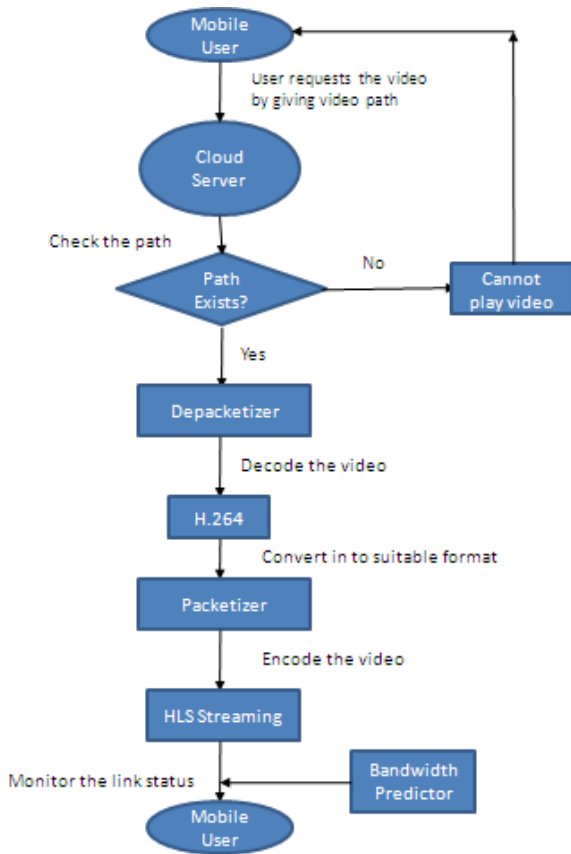 Mobile
User
User requests the video
by giving video path
Cloud
Server
Check the path
Path
Exists?
No
Cannot
play video
Yes
Depacketizer
Decode the video
H.264
Convert in to suitable format
Packetizer
Encode the video
HLS Streaming
Monitor the link status
Bandwidth
Predictor
Mobile
User